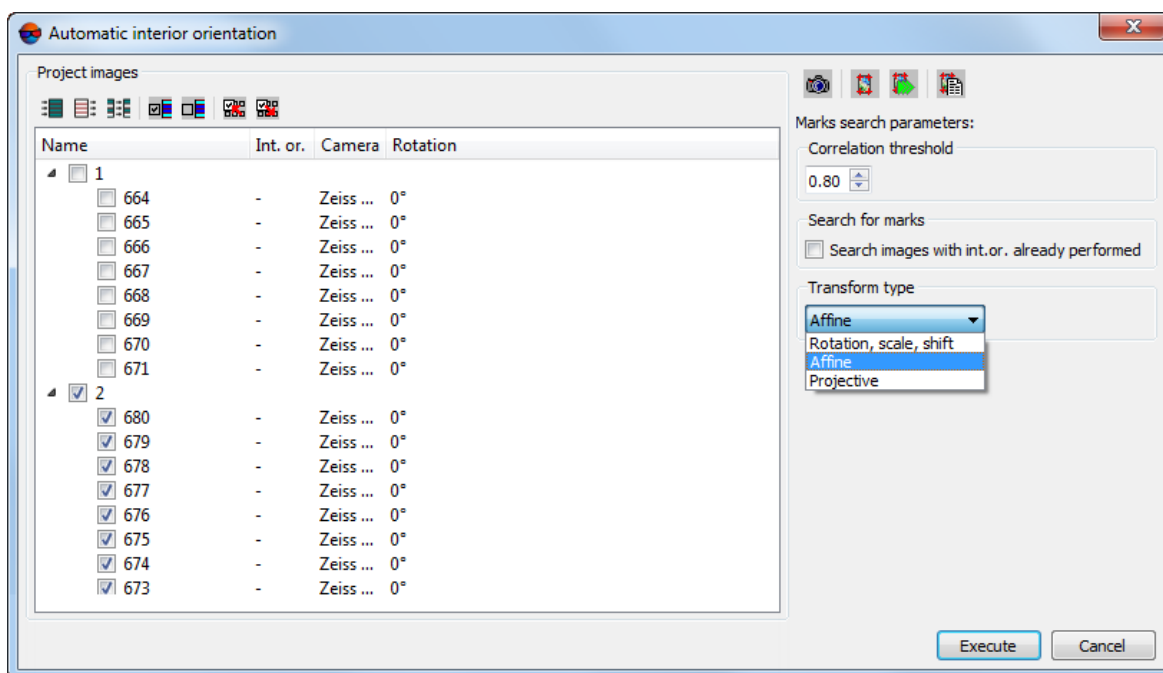 Automatic interior orientation
Project images
Name Int. or. Camera Rotation
1
664 - Zeiss ... 0°
665 - Zeiss ... 0°
666 - Zeiss ... 0°
667 - Zeiss ... 0°
668 - Zeiss ... 0°
669 - Zeiss ... 0°
670 - Zeiss ... 0°
671 - Zeiss ... 0°
2
680 - Zeiss ... 0°
679 - Zeiss ... 0°
678 - Zeiss ... 0°
677 - Zeiss ... 0°
676 - Zeiss ... 0°
675 - Zeiss ... 0°
674 - Zeiss ... 0°
673 - Zeiss ... 0°
Marks search parameters:
Correlation threshold
0.80
Search for marks
Search images with int.or. already performed
Transform type
Affine
Rotation, scale, shift
Affine
Projective
Execute Cancel